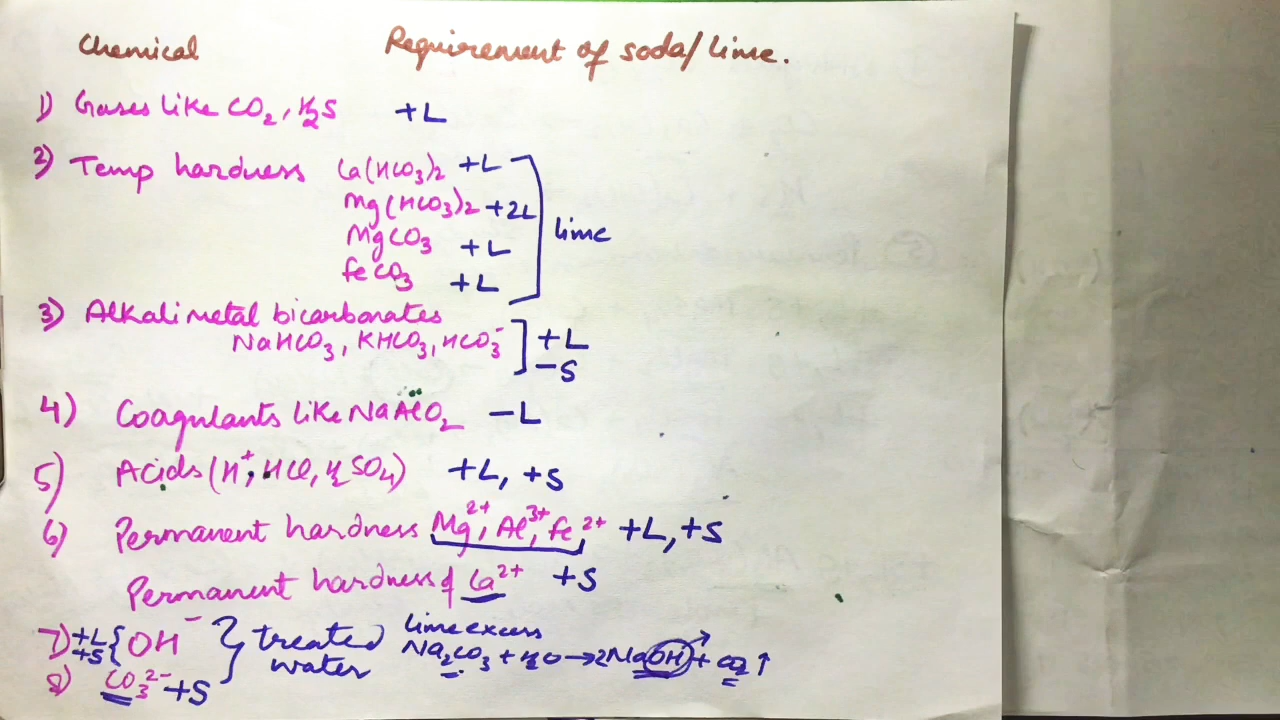 Chemical Requirement of soda/lime.
1) Gases like CO₂, H₂S +L
2) Temp hardness Ca(HCO₃)₂ +L
Mg(HCO₃)₂ +2L
MgCO₃ +L
FeCO₃ +L
lime
3) Alkali metal bicarbonates
NaHCO₃, KHCO₃, HCO₃⁻ +L
-S
4) Coagulants like NaAlO₂ -L
5) Acids (H⁺, HCl, H₂SO₄) +L, +S
6) Permanent hardness Mg²⁺, Al³⁺, Fe²⁺ +L, +S
Permanent hardness of Ca²⁺ +S
7) +L +S { OH⁻ } treated water
lime excess
Na₂CO₃ + H₂O → 2NaOH + CO₂ ↑
8) CO₃²⁻ +S